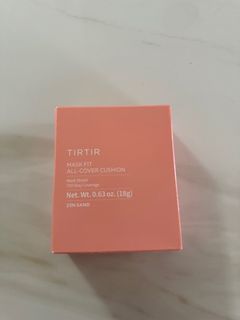 TIRTIR
MASK FIT
ALL-COVER CUSHION
Net. Wt. 0.63 oz. (18g)
23N SAND